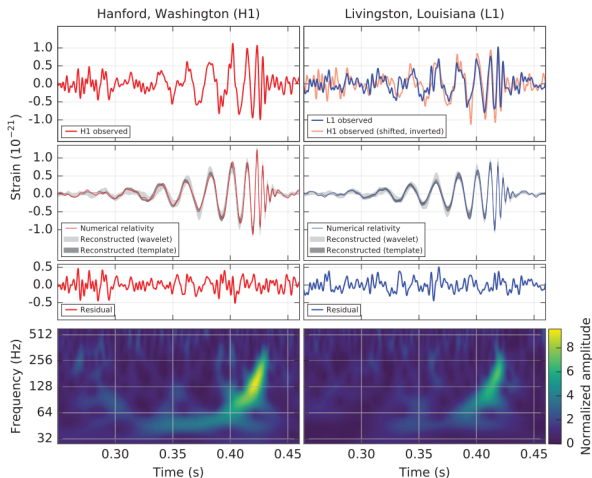 Hanford, Washington (H1)
Livingston, Louisiana (L1)
Strain (10⁻²¹)
1.0
0.5
0.0
-0.5
-1.0
H1 observed
L1 observed
H1 observed (shifted, inverted)
1.0
0.5
0.0
-0.5
-1.0
Numerical relativity
Reconstructed (wavelet)
Reconstructed (template)
Numerical relativity
Reconstructed (wavelet)
Reconstructed (template)
0.5
0.0
-0.5
Residual
Residual
Frequency (Hz)
512
256
128
64
32
Normalized amplitude
8
6
4
2
0
0.30 0.35 0.40 0.45
0.30 0.35 0.40 0.45
Time (s)
Time (s)